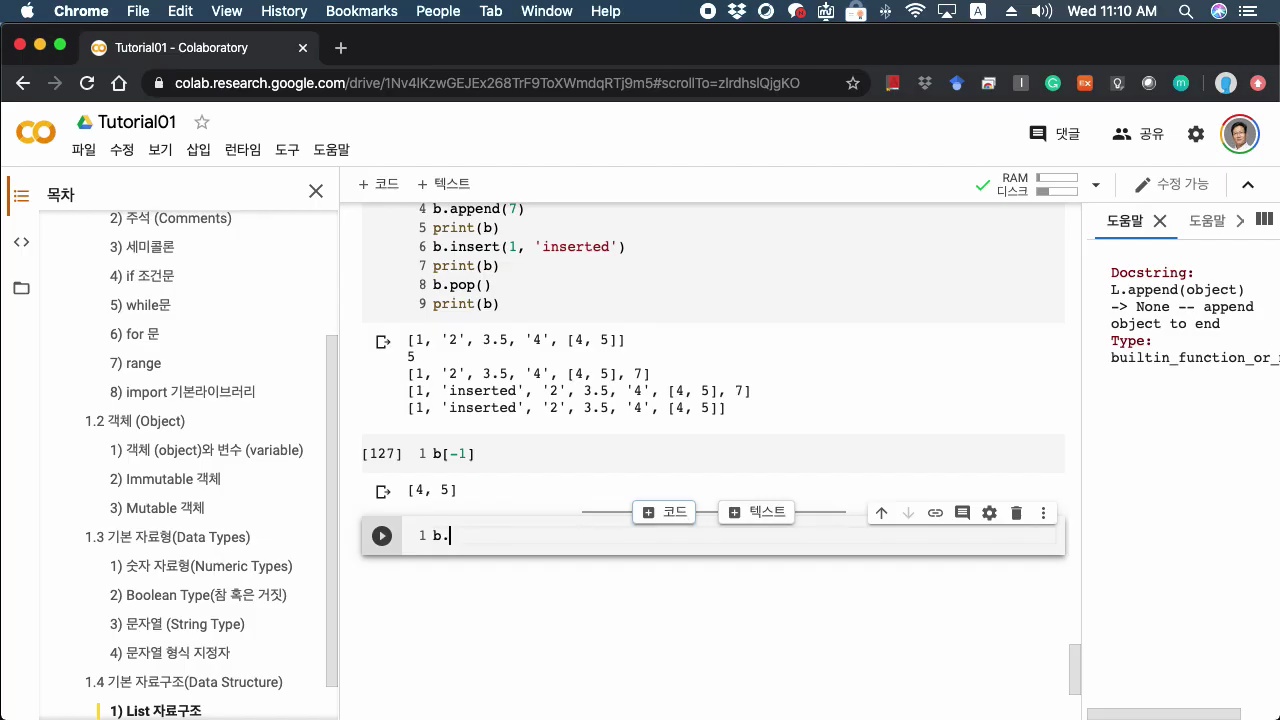 Chrome File Edit View History Bookmarks People Tab Window Help Wed 11:10 AM
Tutorial01 - Colaboratory
colab.research.google.com/drive/1Nv4lKzwGEJEx268TrF9ToXWmdqRTj9m5#scrollTo=zlrdhslQjgKO
Tutorial01
댓글 공유
파일 수정 보기 삽입 런타임 도구 도움말
목차
+ 코드 + 텍스트
RAM
디스크
수정 가능
2) 주석 (Comments)
3) 세미콜론
4) if 조건문
5) while문
6) for 문
7) range
8) import 기본라이브러리
1.2 객체 (Object)
1) 객체 (object)와 변수 (variable)
2) Immutable 객체
3) Mutable 객체
1.3 기본 자료형(Data Types)
1) 숫자 자료형(Numeric Types)
2) Boolean Type(참 혹은 거짓)
3) 문자열 (String Type)
4) 문자열 형식 지정자
1.4 기본 자료구조(Data Structure)
1) List 자료구조
4 b.append(7)
5 print(b)
6 b.insert(1, 'inserted')
7 print(b)
8 b.pop()
9 print(b)
[1, '2', 3.5, '4', [4, 5]]
5
[1, '2', 3.5, '4', [4, 5], 7]
[1, 'inserted', '2', 3.5, '4', [4, 5], 7]
[1, 'inserted', '2', 3.5, '4', [4, 5]]
[127] 1 b[-1]
[4, 5]
코드 텍스트
1 b.
도움말 도움말
Docstring:
L.append(object)
-> None -- append
object to end
Type:
builtin_function_or_